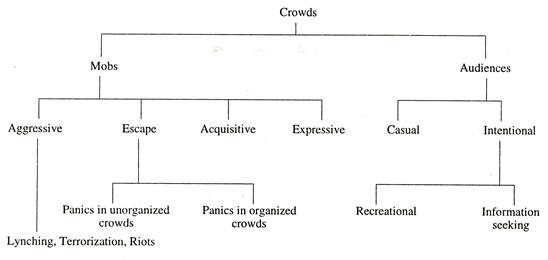 Crowds
Mobs
Audiences
Aggressive
Escape
Acquisitive
Expressive
Casual
Intentional
Panics in unorganized
crowds
Panics in organized
crowds
Recreational
Information
seeking
Lynching, Terrorization, Riots